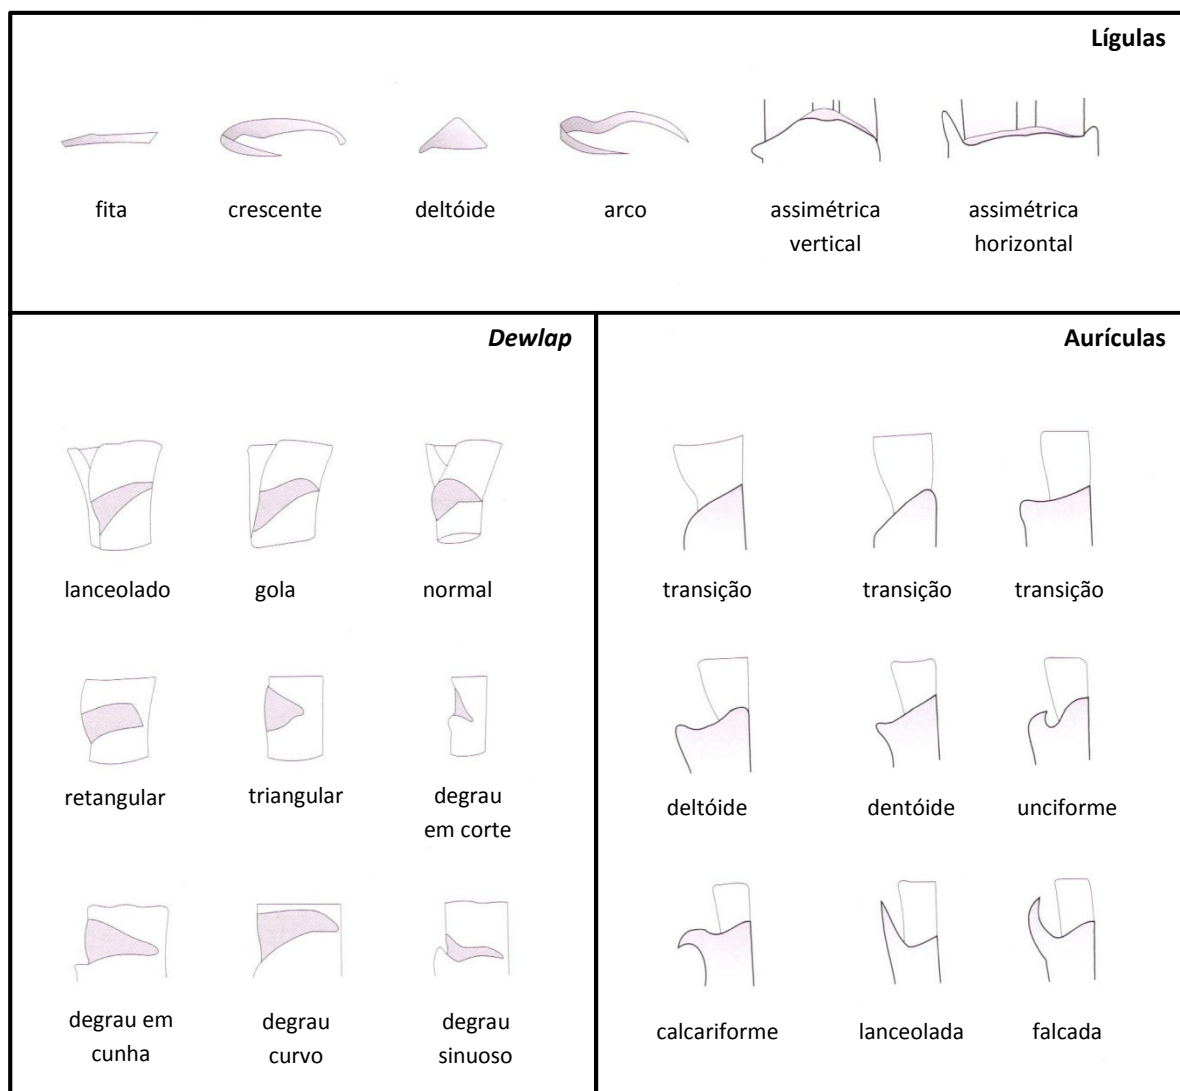 Lígulas
fita
crescente
deltóide
arco
assimétrica
vertical
assimétrica
horizontal
Dewlap
lanceolado
gola
normal
retangular
triangular
degrau
em corte
degrau em
cunha
degrau
curvo
degrau
sinuoso
Aurículas
transição
transição
transição
deltóide
dentóide
unciforme
calcariforme
lanceolada
falcada